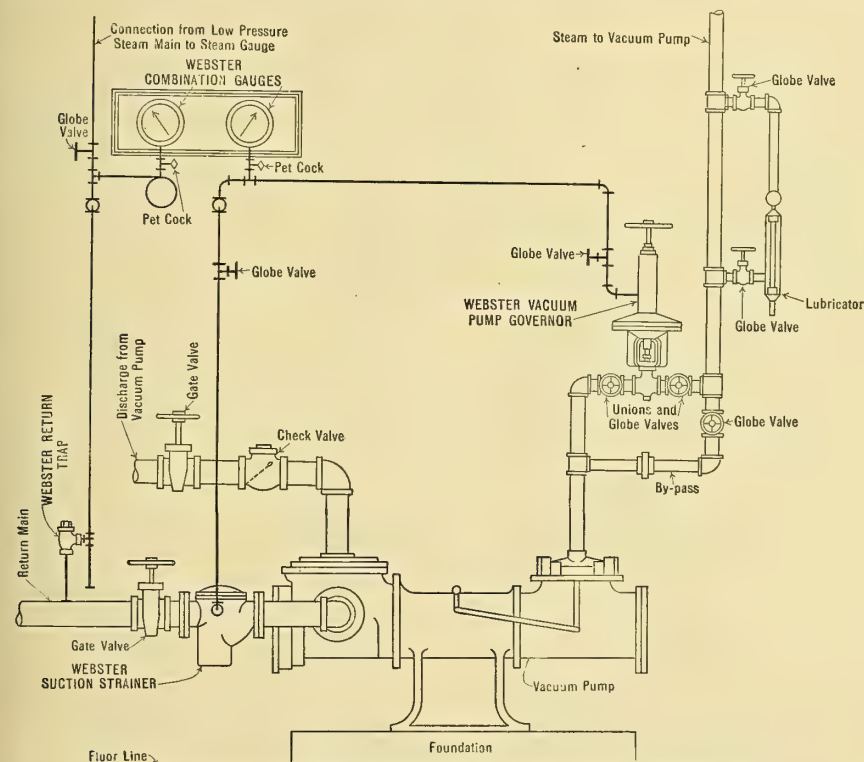 Connection from Low Pressure
Steam Main to Steam Gauge
WEBSTER
COMBINATION GAUGES
Steam to Vacuum Pump
Globe Valve
Globe
Valve
Pet Cock
Pet Cock
Globe Valve
Globe Valve
WEBSTER VACUUM
PUMP GOVERNOR
Lubricator
Globe Valve
Discharge from
Vacuum Pump
Gate Valve
Unions and
Globe Valves
Globe Valve
Check Valve
WEBSTER RETURN
TRAP
By-pass
Return Main
Gate Valve
WEBSTER
SUCTION STRAINER
Vacuum Pump
Foundation
Floor Line